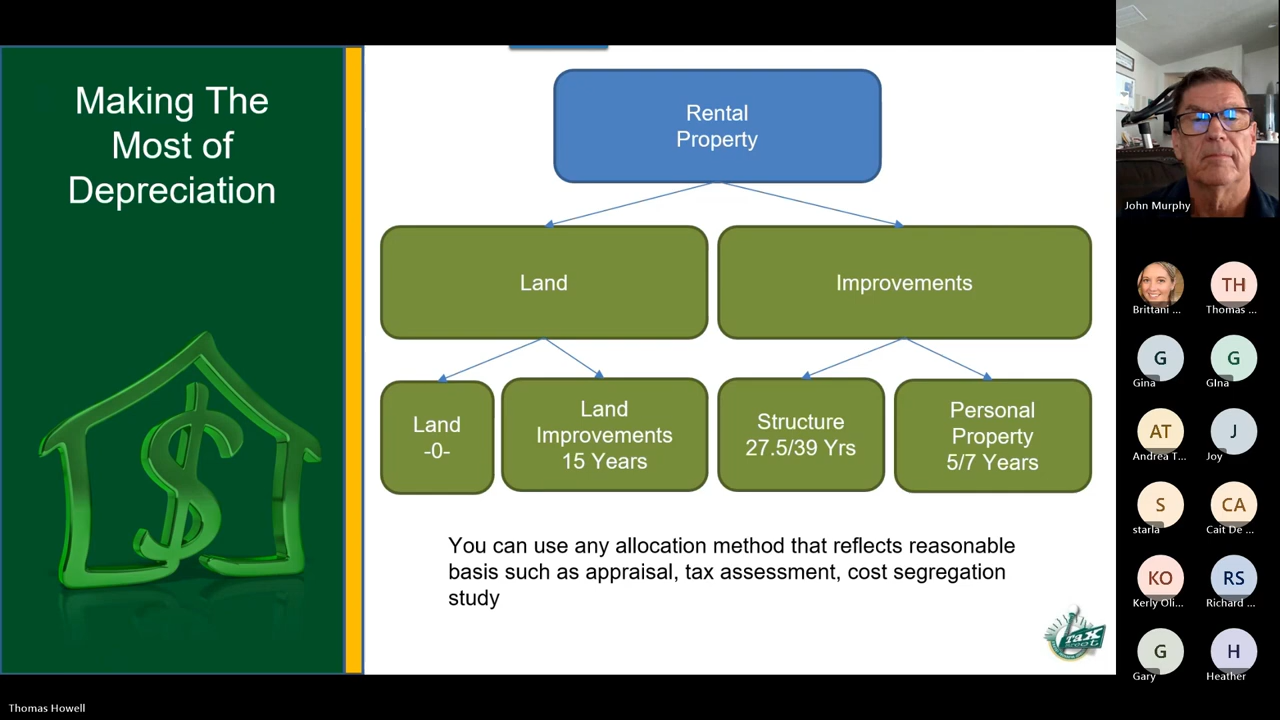 Making The
Most of
Depreciation
Rental
Property
Land
Improvements
Land
-0-
Land
Improvements
15 Years
Structure
27.5/39 Yrs
Personal
Property
5/7 Years
You can use any allocation method that reflects reasonable
basis such as appraisal, tax assessment, cost segregation
study
Tax
John Murphy
Brittani ...
TH
Thomas ...
G
Gina
G
GIna
AT
Andrea T...
J
Joy
S
starla
CA
Cait De ...
KO
Kerly Oli...
RS
Richard ...
G
Gary
H
Heather
Thomas Howell